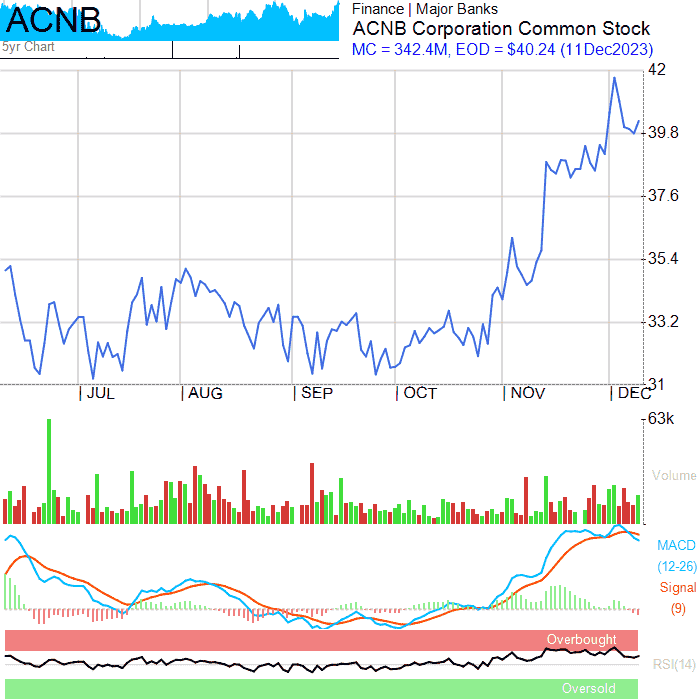 ACNB
5yr Chart
Finance | Major Banks
ACNB Corporation Common Stock
MC = 342.4M, EOD = $40.24 (11Dec2023)
42
39.8
37.6
35.4
33.2
31
JUL AUG SEP OCT NOV DEC
63k
Volume
MACD
(12-26)
Signal
(9)
Overbought
RSI(14)
Oversold